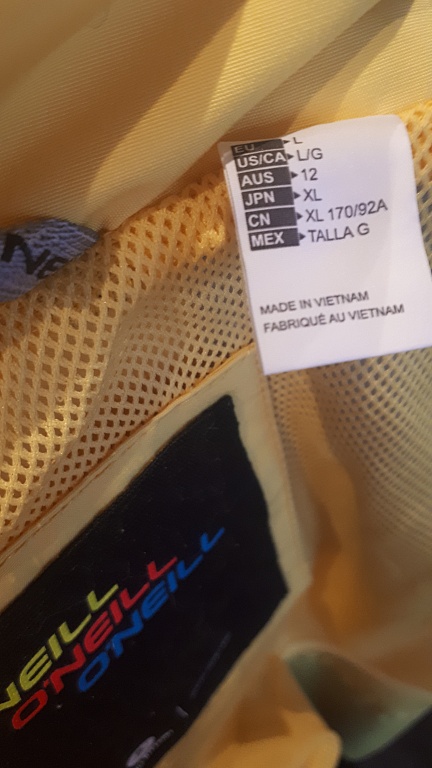 EU L
US/CA L/G
AUS 12
JPN XL
CN XL 170/92A
MEX TALLA G
MADE IN VIETNAM
FABRIQUÉ AU VIETNAM
NEILL
O'NEILL
O'NEILL